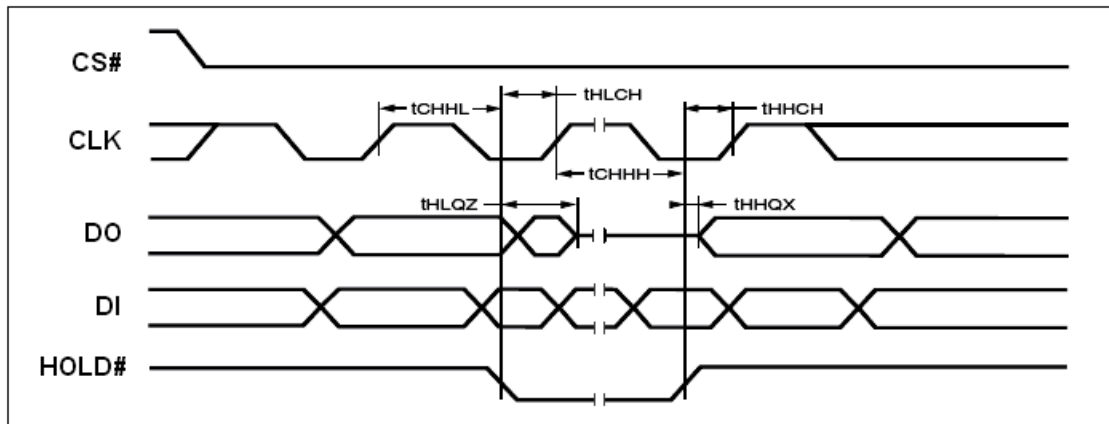 CS#
tCHHL
tHLCH
tHHCH
CLK
tCHHH
tHLQZ
tHHQX
DO
DI
HOLD#